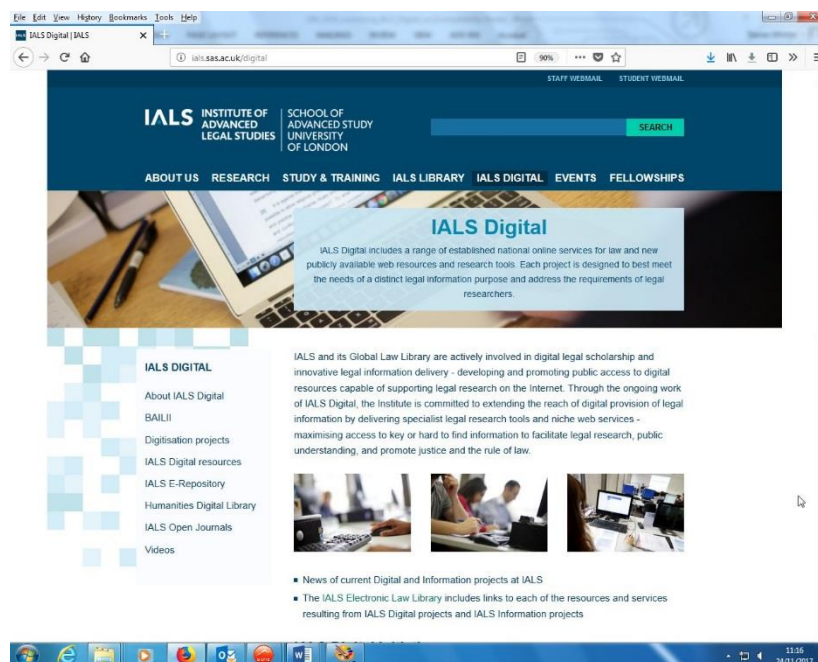 File Edit View History Bookmarks Tools Help
IALS Digital | IALS
ials.sas.ac.uk/digital
90%
STAFF WEBMAIL STUDENT WEBMAIL
IALS INSTITUTE OF ADVANCED LEGAL STUDIES
SCHOOL OF ADVANCED STUDY UNIVERSITY OF LONDON
SEARCH
ABOUT US RESEARCH STUDY & TRAINING IALS LIBRARY IALS DIGITAL EVENTS FELLOWSHIPS
IALS Digital
IALS Digital includes a range of established national online services for law and new
publicly available web resources and research tools. Each project is designed to best meet
the needs of a distinct legal information purpose and address the requirements of legal
researchers.
IALS DIGITAL
About IALS Digital
BAILII
Digitisation projects
IALS Digital resources
IALS E-Repository
Humanities Digital Library
IALS Open Journals
Videos
IALS and its Global Law Library are actively involved in digital legal scholarship and
innovative legal information delivery - developing and promoting public access to digital
resources capable of supporting legal research on the Internet. Through the ongoing work
of IALS Digital, the Institute is committed to extending the reach of digital provision of legal
information by delivering specialist legal research tools and niche web services -
maximising access to key or hard to find information to facilitate legal research, public
understanding, and promote justice and the rule of law.
News of current Digital and Information projects at IALS
The IALS Electronic Law Library includes links to each of the resources and services
resulting from IALS Digital projects and IALS Information projects
11:16
24/11/2017